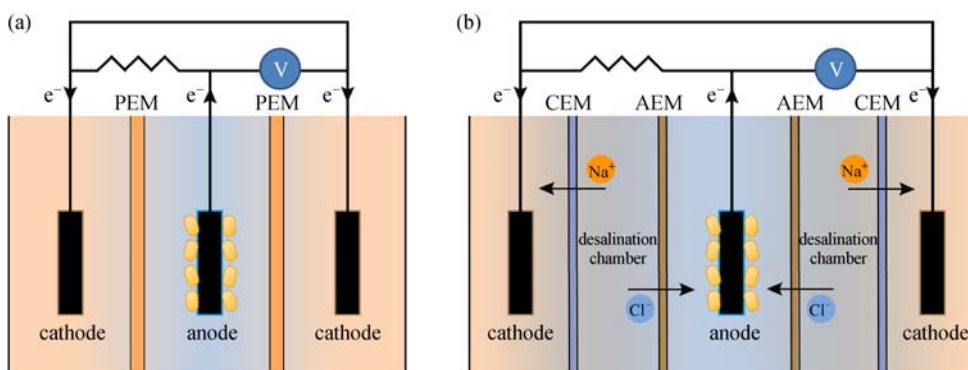 (a)
V
e⁻
PEM
e⁻
PEM
e⁻
cathode
anode
cathode
(b)
V
e⁻
CEM
AEM
e⁻
AEM
CEM
e⁻
Na⁺
Na⁺
desalination
chamber
desalination
chamber
Cl⁻
Cl⁻
cathode
anode
cathode